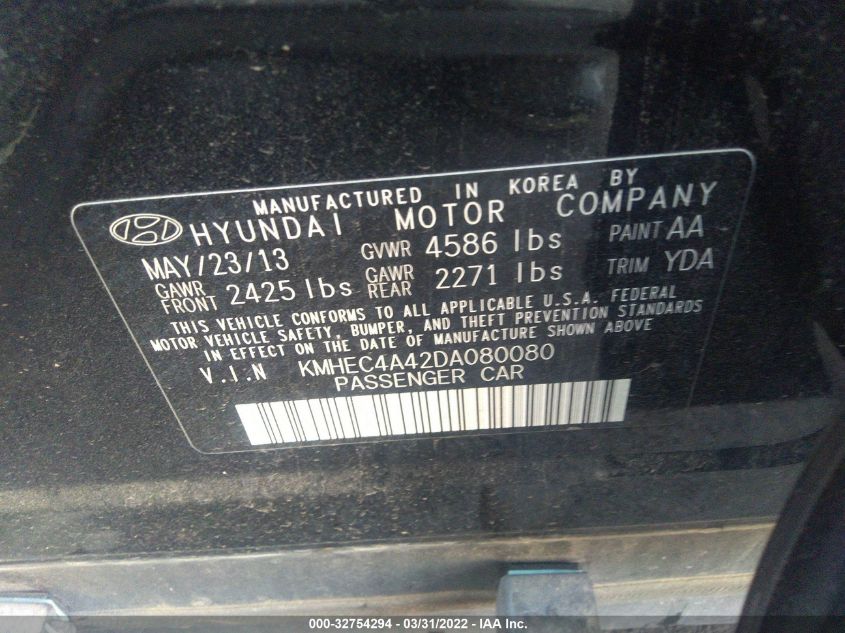 MANUFACTURED IN KOREA BY
HYUNDAI MOTOR COMPANY
MAY/23/13 GVWR 4586 lbs PAINT AA
GAWR FRONT 2425 lbs GAWR REAR 2271 lbs TRIM YDA
THIS VEHICLE CONFORMS TO ALL APPLICABLE U.S.A. FEDERAL
MOTOR VEHICLE SAFETY, BUMPER, AND THEFT PREVENTION STANDARDS
IN EFFECT ON THE DATE OF MANUFACTURE SHOWN ABOVE
V.I.N KMHEC4A42DA080080
PASSENGER CAR
000-32754294 - 03/31/2022 - IAA Inc.